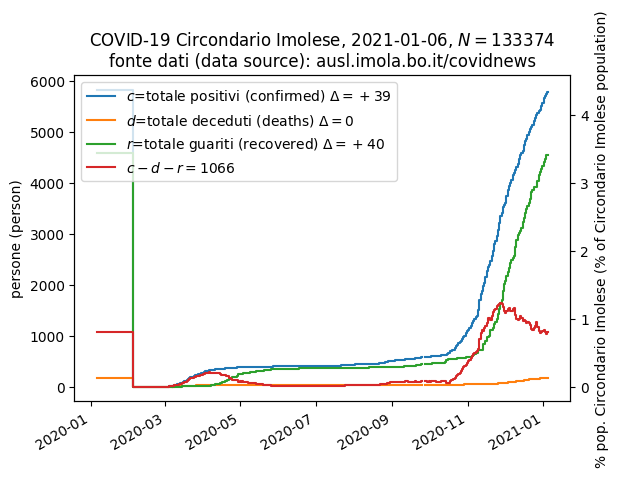 COVID-19 Circondario Imolese, 2021-01-06, N = 133374
fonte dati (data source): ausl.imola.bo.it/covidnews
c=totale positivi (confirmed) Δ = +39
d=totale deceduti (deaths) Δ = 0
r=totale guariti (recovered) Δ = +40
c − d − r = 1066
persone (person)
6000
5000
4000
3000
2000
1000
0
% pop. Circondario Imolese (% of Circondario Imolese population)
4
3
2
1
0
2020-01
2020-03
2020-05
2020-07
2020-09
2020-11
2021-01